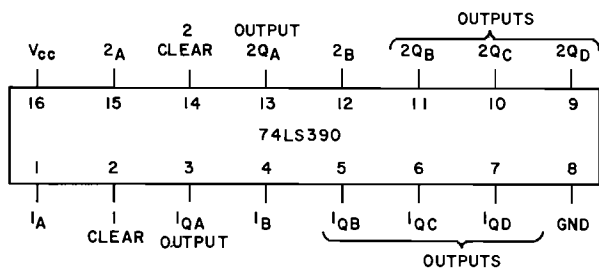 2 OUTPUT OUTPUTS
Vcc 2A CLEAR 2QA 2B 2QB 2QC 2QD
16 15 14 13 12 11 10 9
74LS390
1 2 3 4 5 6 7 8
1A 1 1QA 1B 1QB 1QC 1QD GND
CLEAR OUTPUT
OUTPUTS